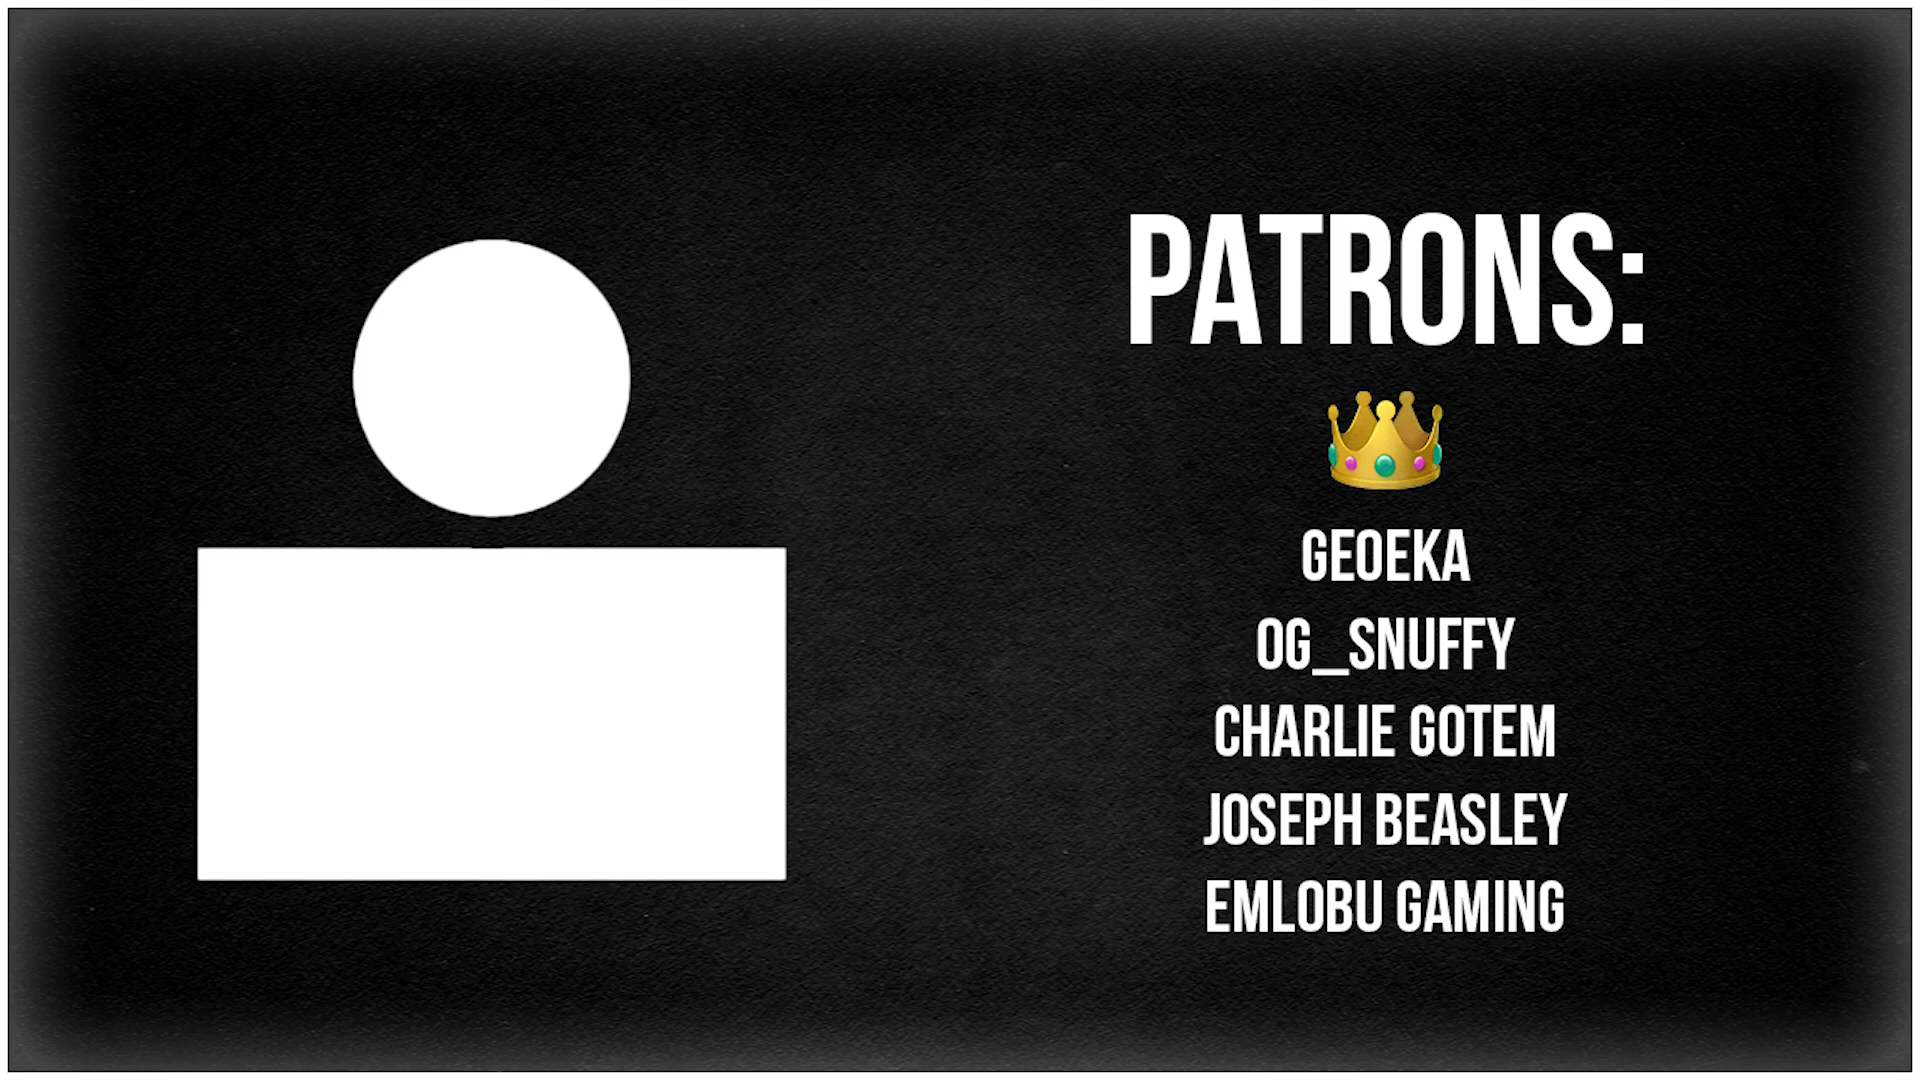 PATRONS:
GEOEKA
OG_SNUFFY
CHARLIE GOTEM
JOSEPH BEASLEY
EMLOBU GAMING